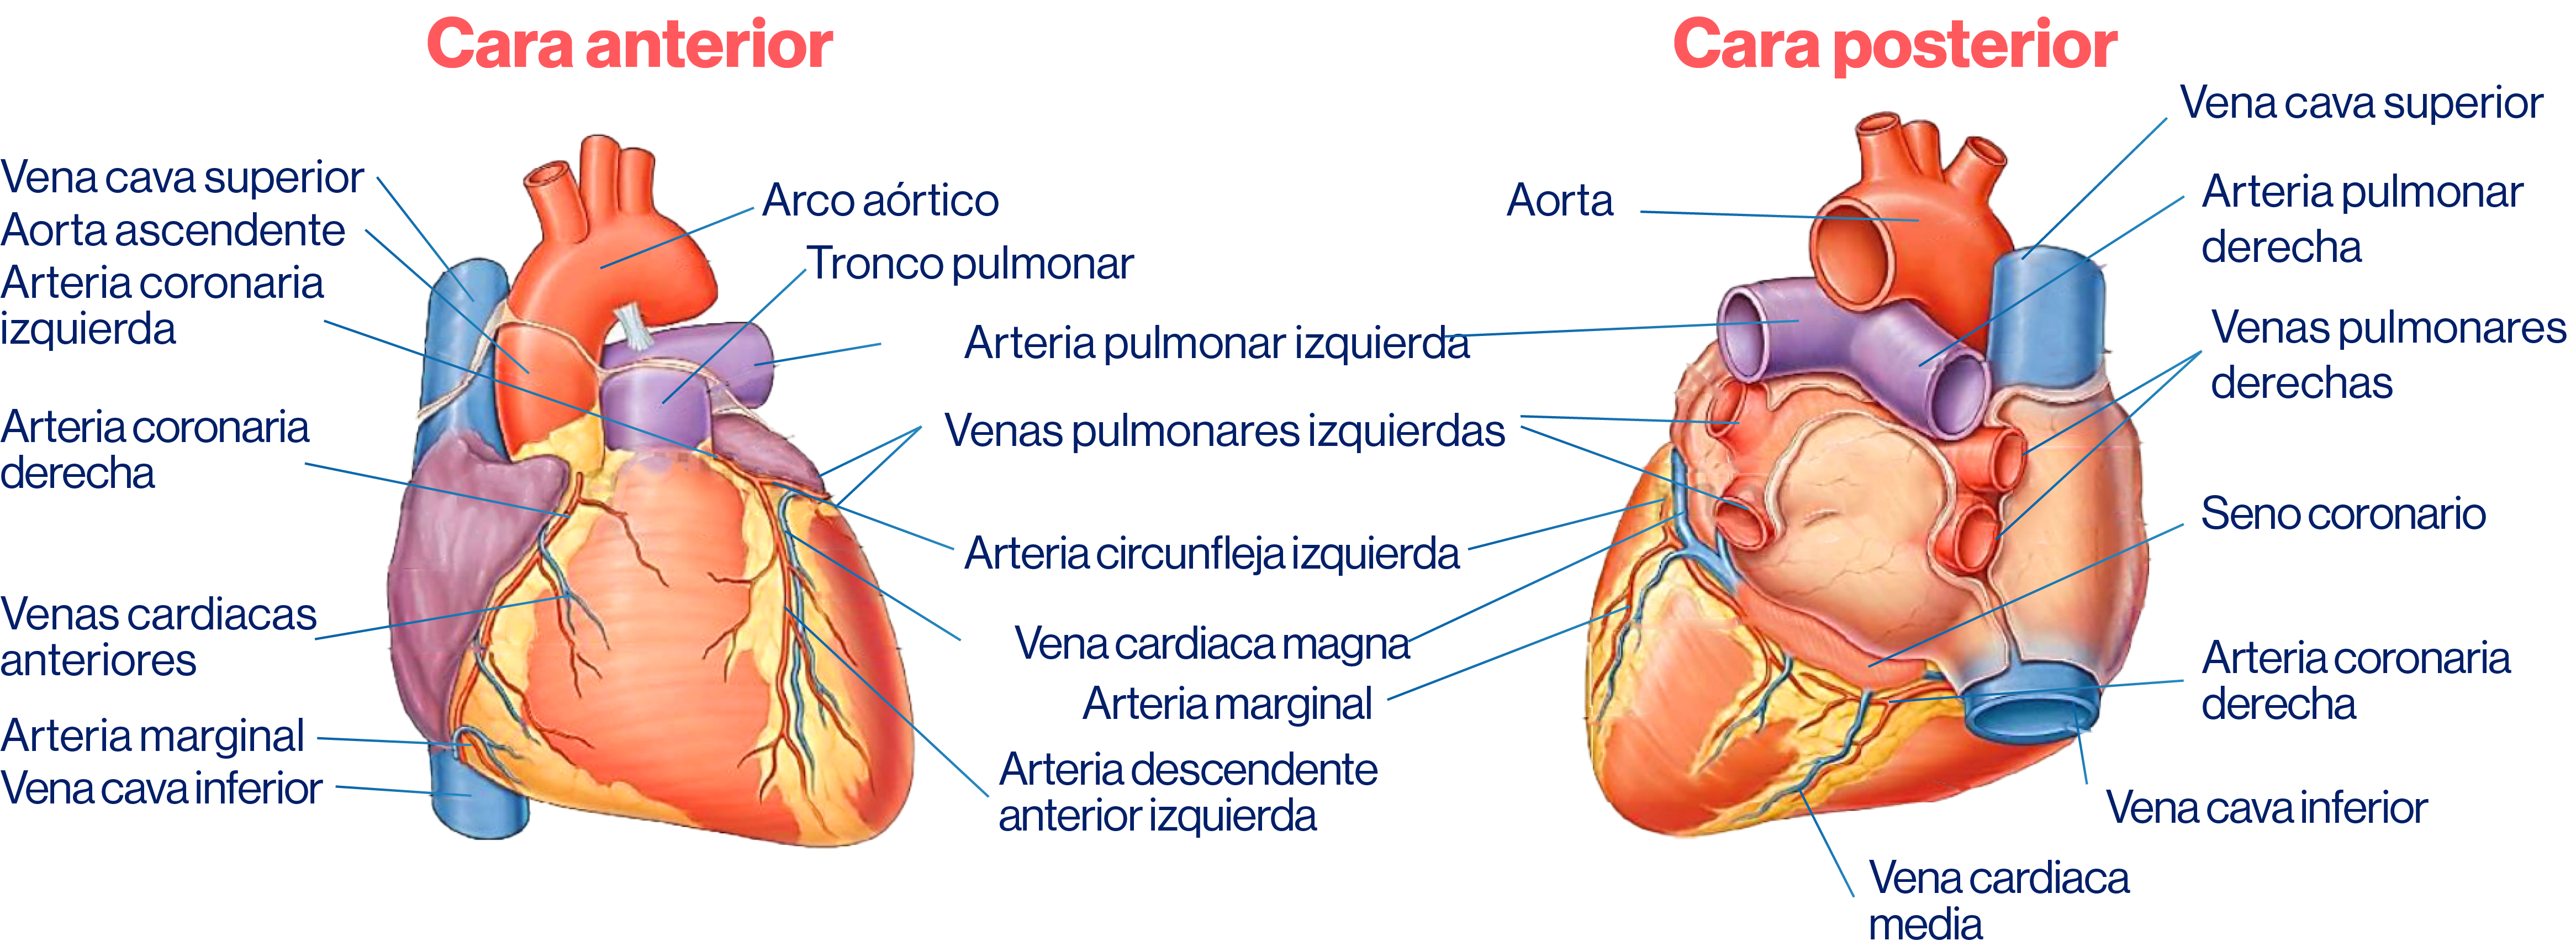 Cara anterior
Vena cava superior
Aorta ascendente
Arteria coronaria
izquierda
Arteria coronaria
derecha
Venas cardiacas
anteriores
Arteria marginal
Vena cava inferior
Arco aórtico
Tronco pulmonar
Arteria pulmonar izquierda
Venas pulmonares izquierdas
Arteria circunfleja izquierda
Vena cardiaca magna
Arteria marginal
Arteria descendente
anterior izquierda
Cara posterior
Aorta
Vena cava superior
Arteria pulmonar
derecha
Venas pulmonares
derechas
Seno coronario
Arteria coronaria
derecha
Vena cava inferior
Vena cardiaca
media